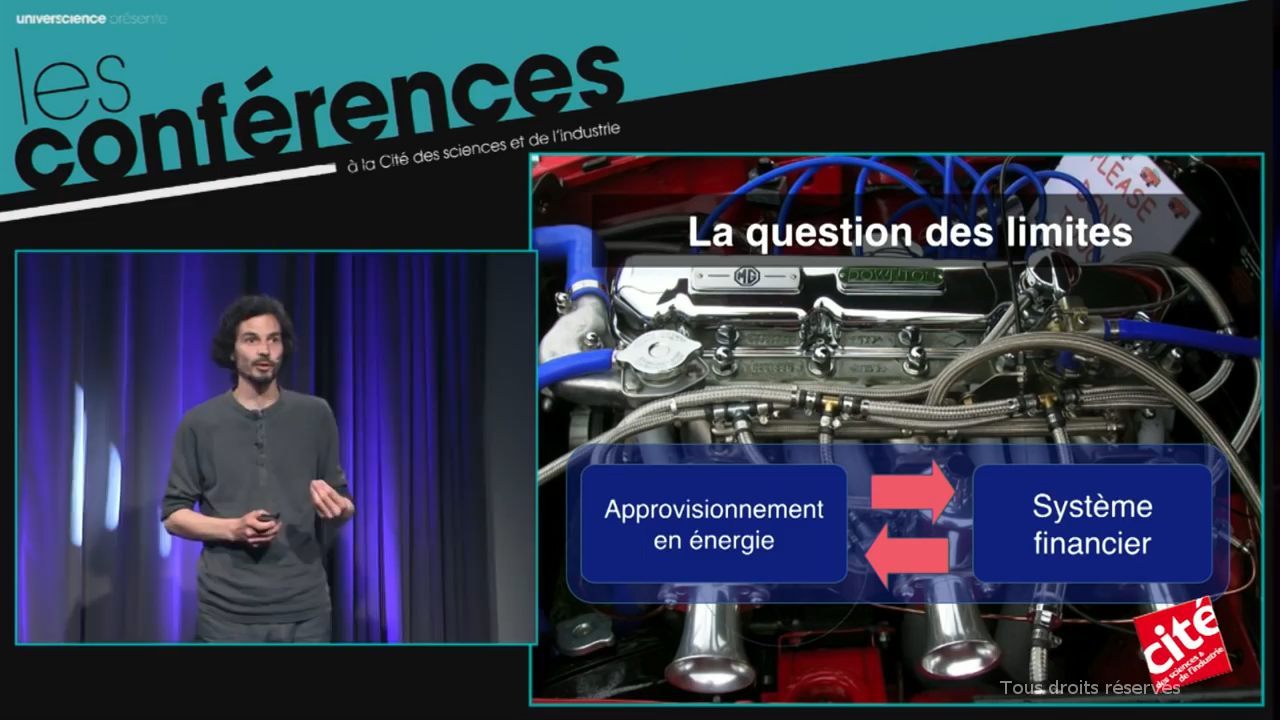 universcience présente
les
conférences
à la Cité des sciences et de l'industrie
PLEASE
La question des limites
MG
Approvisionnement
en énergie
Système
financier
cité
des sciences &
de l'industrie
Tous droits réservés